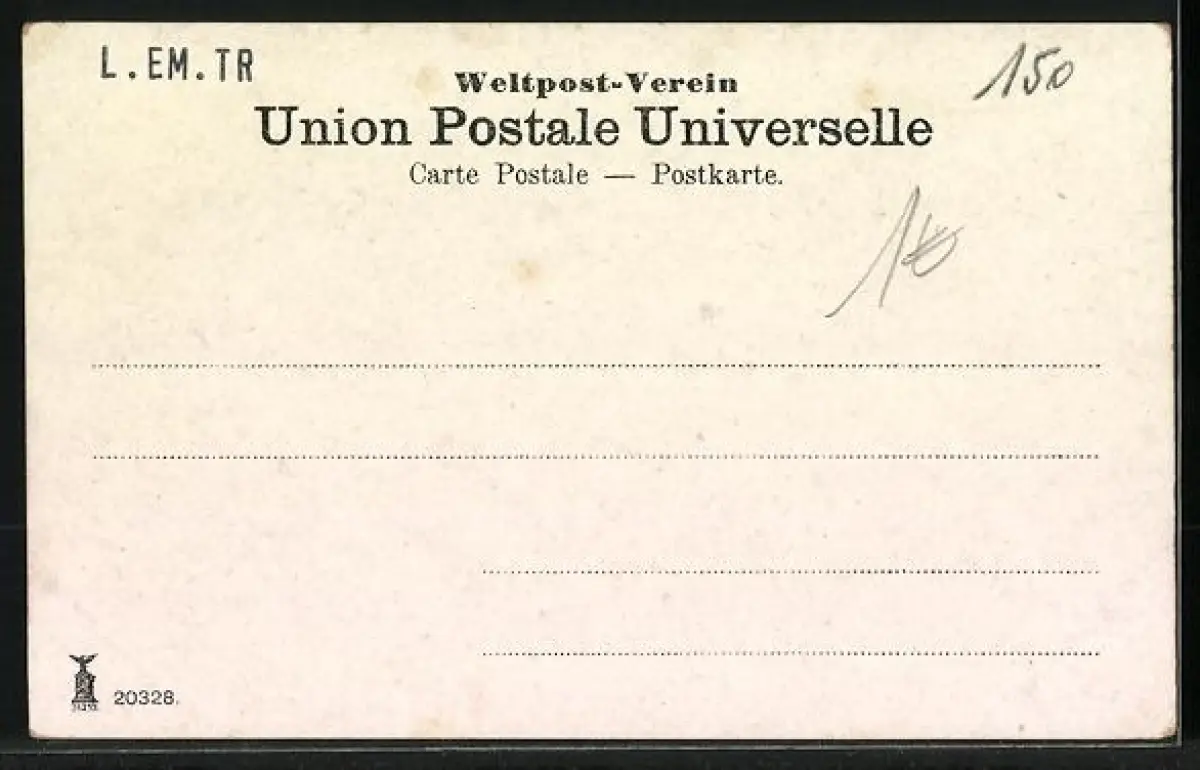 L.EM.TR
150
Weltpost-Verein
Union Postale Universelle
Carte Postale — Postkarte.
20328.